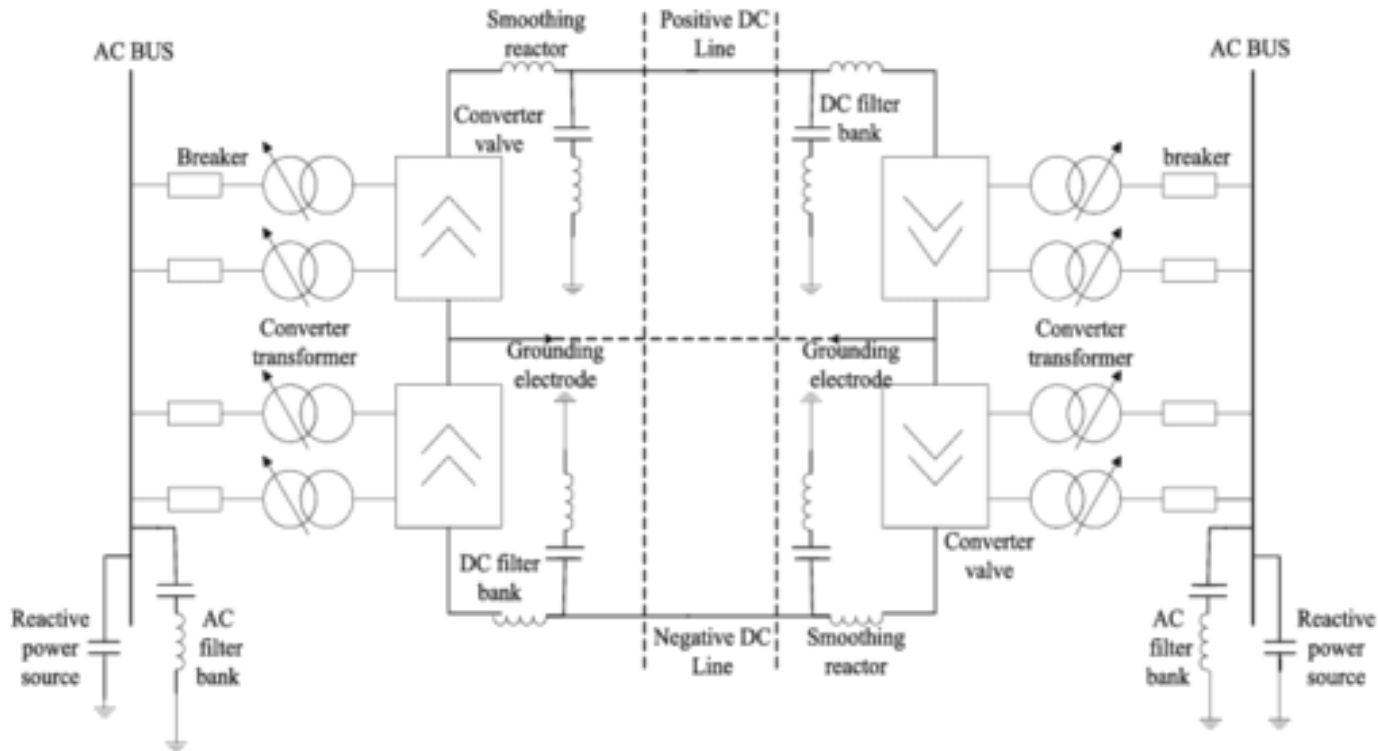 Smoothing
reactor
Positive DC
Line
AC BUS
AC BUS
Converter
valve
DC filter
bank
Breaker
breaker
Converter
transformer
Grounding
electrode
Grounding
electrode
Converter
transformer
DC filter
bank
Converter
valve
Reactive
power
source
AC
filter
bank
Negative DC
Line
Smoothing
reactor
AC
filter
bank
Reactive
power
source